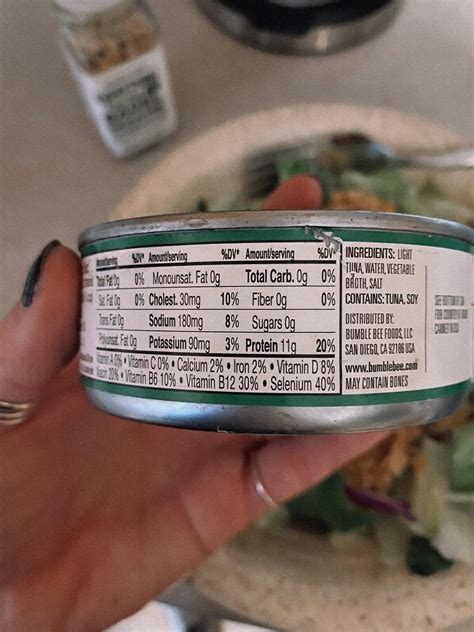 Amount/serving %DV* Amount/serving %DV* Amount/serving %DV*
Total Fat 0g 0% Monounsat. Fat 0g Total Carb. 0g 0%
Sat. Fat 0g 0% Cholest. 30mg 10% Fiber 0g 0%
Trans Fat 0g Sodium 180mg 8% Sugars 0g
Polyunsat. Fat 0g Potassium 90mg 3% Protein 11g 20%
Vitamin A 0% • Vitamin C 0% • Calcium 2% • Iron 2% • Vitamin D 8%
Niacin 20% • Vitamin B6 10% • Vitamin B12 30% • Selenium 40%
INGREDIENTS: LIGHT
TUNA, WATER, VEGETABLE
BROTH, SALT
CONTAINS: TUNA, SOY
DISTRIBUTED BY:
BUMBLE BEE FOODS, LLC
SAN DIEGO, CA 92186 USA
www.bumblebee.com
MAY CONTAIN BONES